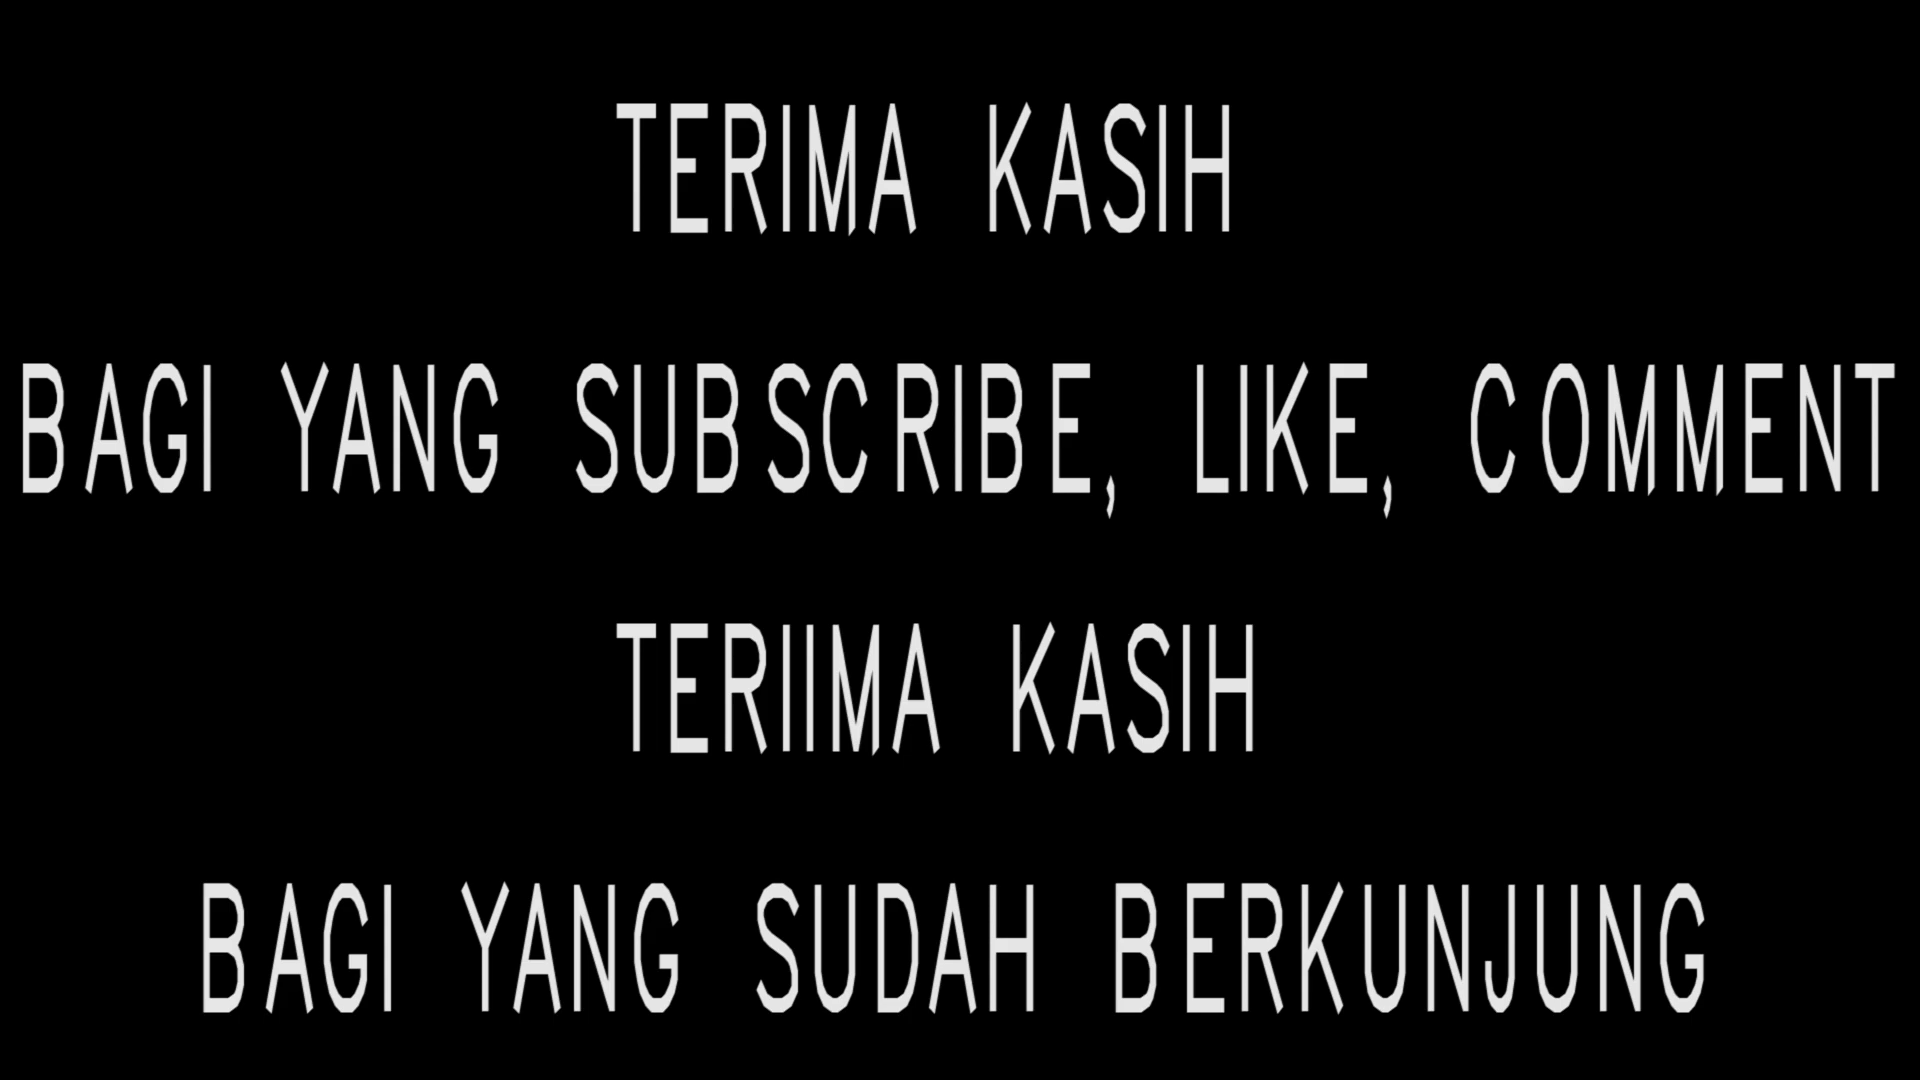 TERIMA KASIH
BAGI YANG SUBSCRIBE, LIKE, COMMENT
TERIIMA KASIH
BAGI YANG SUDAH BERKUNJUNG